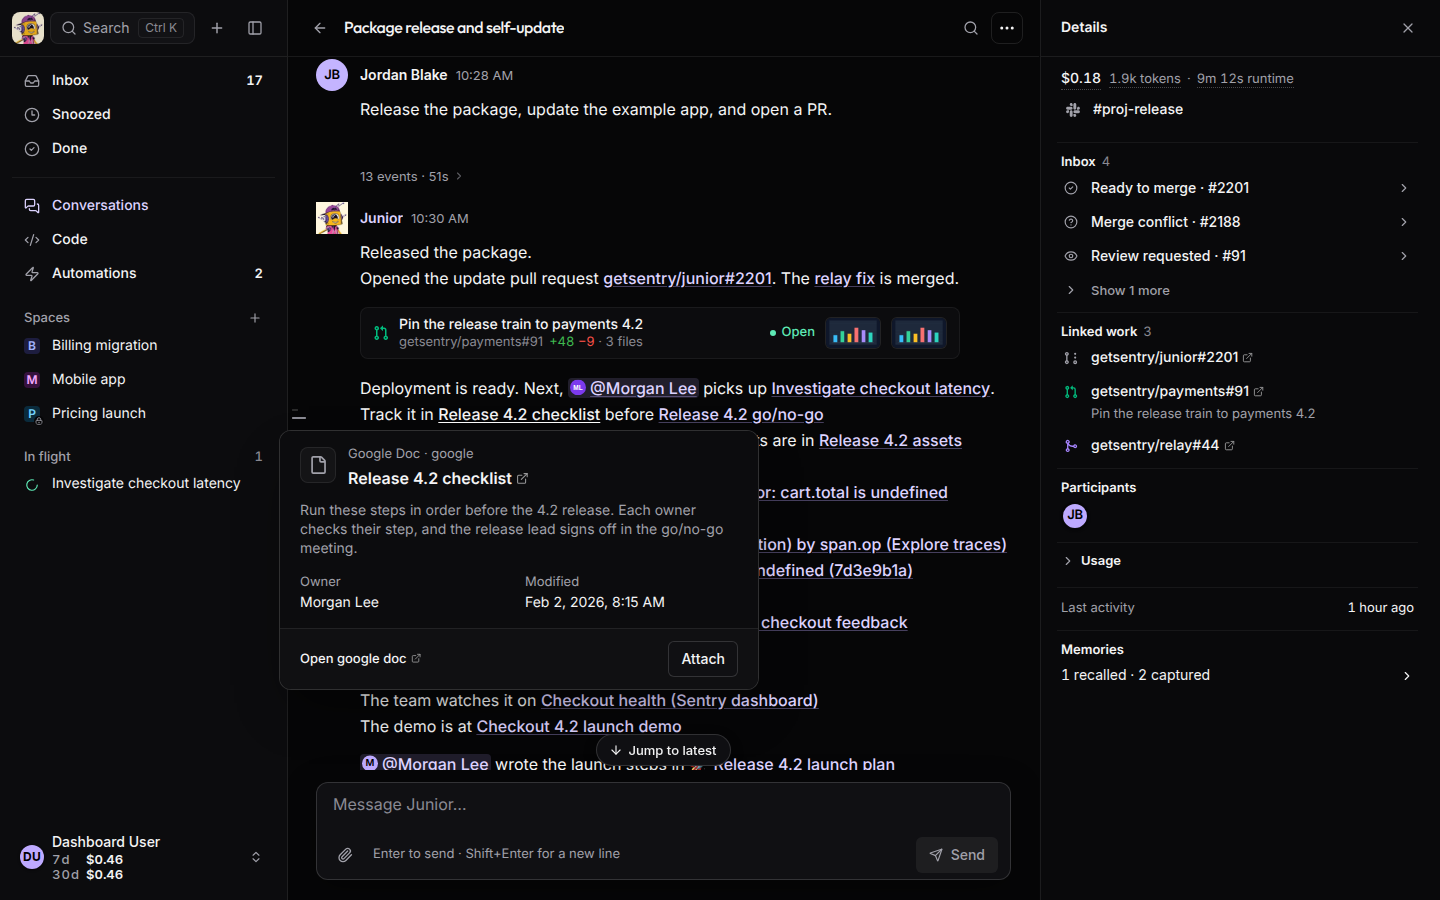 Search Ctrl K
Inbox 17
Snoozed
Done
Conversations
Code
Automations 2
Spaces
B Billing migration
M Mobile app
P Pricing launch
In flight 1
Investigate checkout latency
DU Dashboard User
7d $0.46
30d $0.46
Package release and self-update
JB Jordan Blake 10:28 AM
Release the package, update the example app, and open a PR.
13 events · 51s
Junior 10:30 AM
Released the package.
Opened the update pull request getsentry/junior#2201. The relay fix is merged.
Pin the release train to payments 4.2
getsentry/payments#91 +48 −9 · 3 files
Open
Deployment is ready. Next, ML @Morgan Lee picks up Investigate checkout latency.
Track it in Release 4.2 checklist before Release 4.2 go/no-go
s are in Release 4.2 assets
or: cart.total is undefined
tion) by span.op (Explore traces)
ndefined (7d3e9b1a)
checkout feedback
Google Doc · google
Release 4.2 checklist
Run these steps in order before the 4.2 release. Each owner
checks their step, and the release lead signs off in the go/no-go
meeting.
Owner Modified
Morgan Lee Feb 2, 2026, 8:15 AM
Open google doc Attach
The team watches it on Checkout health (Sentry dashboard)
The demo is at Checkout 4.2 launch demo
Jump to latest
M @Morgan Lee wrote the launch steps in Release 4.2 launch plan
Message Junior...
Enter to send · Shift+Enter for a new line
Send
Details
$0.18 1.9k tokens · 9m 12s runtime
#proj-release
Inbox 4
Ready to merge · #2201
Merge conflict · #2188
Review requested · #91
Show 1 more
Linked work 3
getsentry/junior#2201
getsentry/payments#91
Pin the release train to payments 4.2
getsentry/relay#44
Participants
JB
Usage
Last activity 1 hour ago
Memories
1 recalled · 2 captured